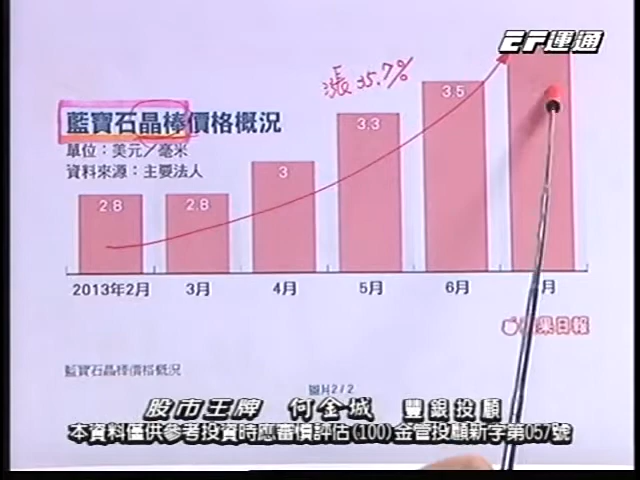 EF運通
漲35.7%
藍寶石晶棒價格概況
單位：美元／毫米
資料來源：主要法人
2.8
2.8
3
3.3
3.5
2013年2月
3月
4月
5月
6月
月
果日報
藍寶石晶棒價格概況
圖片2/2
股市王牌 何金城 豐銀投顧
本資料僅供參考投資時應審慎評估(100)金管投顧新字第057號